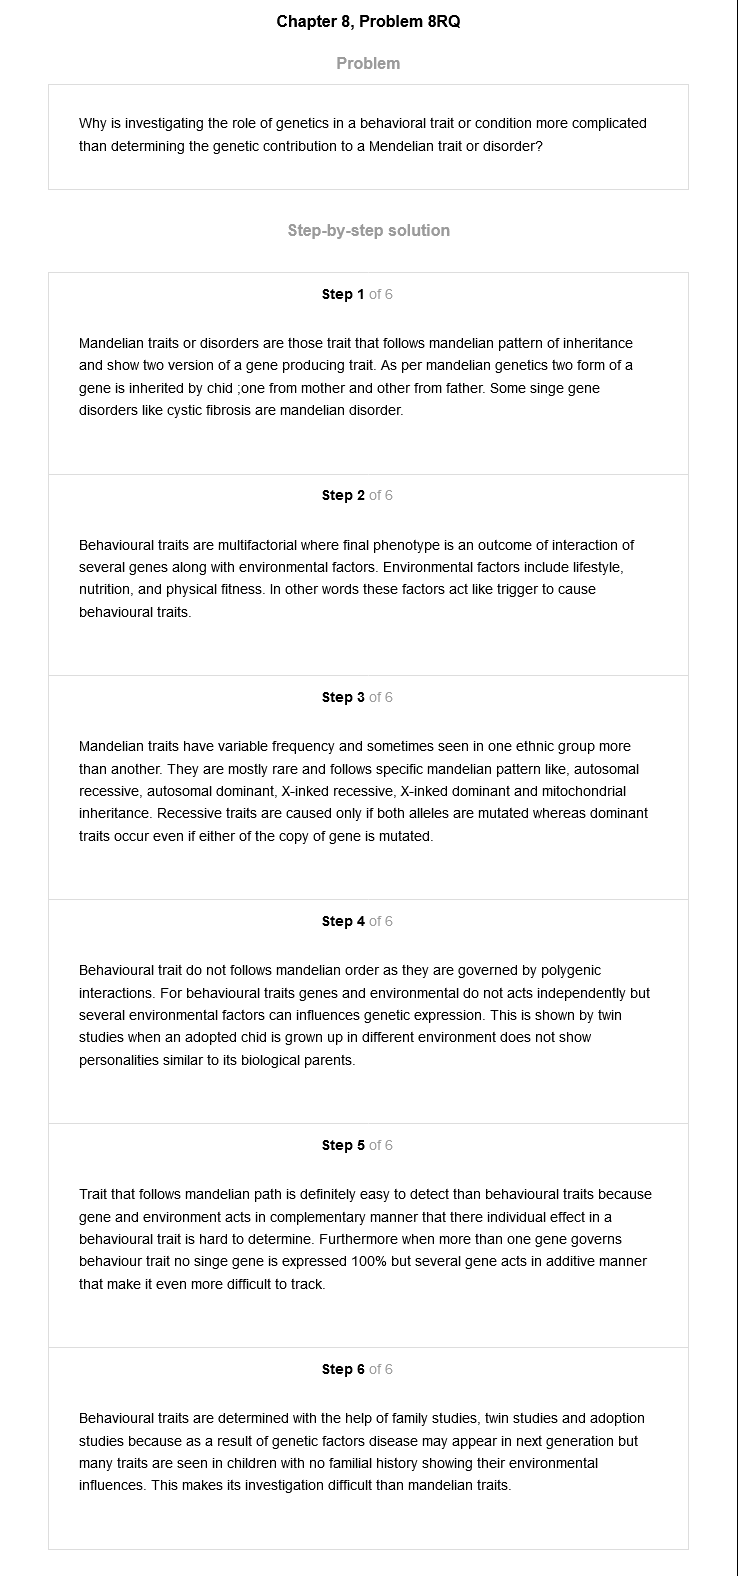 Chapter 8, Problem 8RQ
Problem
Why is investigating the role of genetics in a behavioral trait or condition more complicated
than determining the genetic contribution to a Mendelian trait or disorder?
Step-by-step solution
Step 1 of 6
Mandelian traits or disorders are those trait that follows mandelian pattern of inheritance
and show two version of a gene producing trait. As per mandelian genetics two form of a
gene is inherited by chid ;one from mother and other from father. Some singe gene
disorders like cystic fibrosis are mandelian disorder.
Step 2 of 6
Behavioural traits are multifactorial where final phenotype is an outcome of interaction of
several genes along with environmental factors. Environmental factors include lifestyle,
nutrition, and physical fitness. In other words these factors act like trigger to cause
behavioural traits.
Step 3 of 6
Mandelian traits have variable frequency and sometimes seen in one ethnic group more
than another. They are mostly rare and follows specific mandelian pattern like, autosomal
recessive, autosomal dominant, X-inked recessive, X-inked dominant and mitochondrial
inheritance. Recessive traits are caused only if both alleles are mutated whereas dominant
traits occur even if either of the copy of gene is mutated.
Step 4 of 6
Behavioural trait do not follows mandelian order as they are governed by polygenic
interactions. For behavioural traits genes and environmental do not acts independently but
several environmental factors can influences genetic expression. This is shown by twin
studies when an adopted chid is grown up in different environment does not show
personalities similar to its biological parents.
Step 5 of 6
Trait that follows mandelian path is definitely easy to detect than behavioural traits because
gene and environment acts in complementary manner that there individual effect in a
behavioural trait is hard to determine. Furthermore when more than one gene governs
behaviour trait no singe gene is expressed 100% but several gene acts in additive manner
that make it even more difficult to track.
Step 6 of 6
Behavioural traits are determined with the help of family studies, twin studies and adoption
studies because as a result of genetic factors disease may appear in next generation but
many traits are seen in children with no familial history showing their environmental
influences. This makes its investigation difficult than mandelian traits.